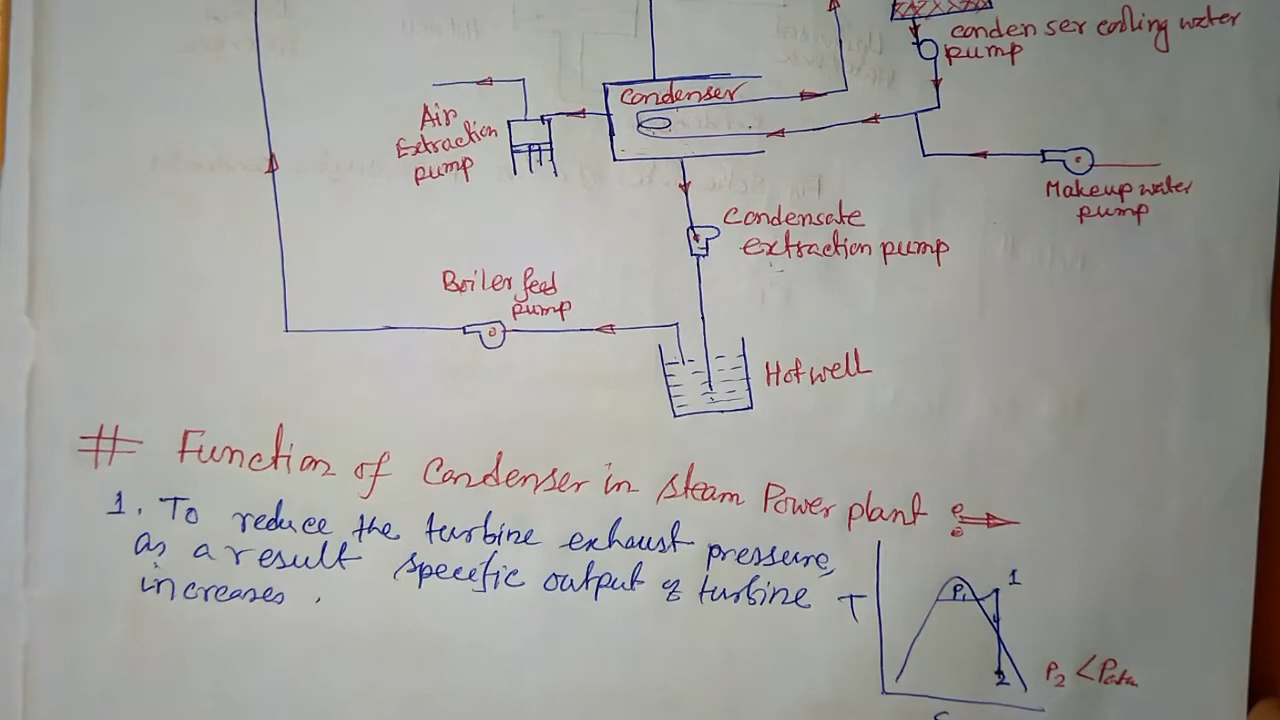 condenser cooling water
pump
Condenser
Air
Extraction
pump
Makeup water
pump
Condensate
extraction pump
Boiler feed
pump
Hotwell
# Function of Condenser in steam Power plant :⇒
1. To reduce the turbine exhaust pressure,
as a result specefic output of turbine
increases.
T
P1
1
2
P2 < Patm
S